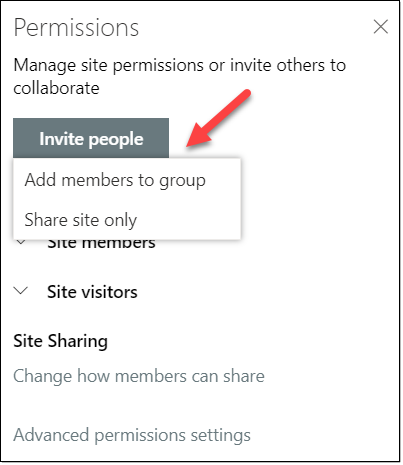 Permissions
Manage site permissions or invite others to
collaborate
Invite people
Add members to group
Share site only
Site members
Site visitors
Site Sharing
Change how members can share
Advanced permissions settings